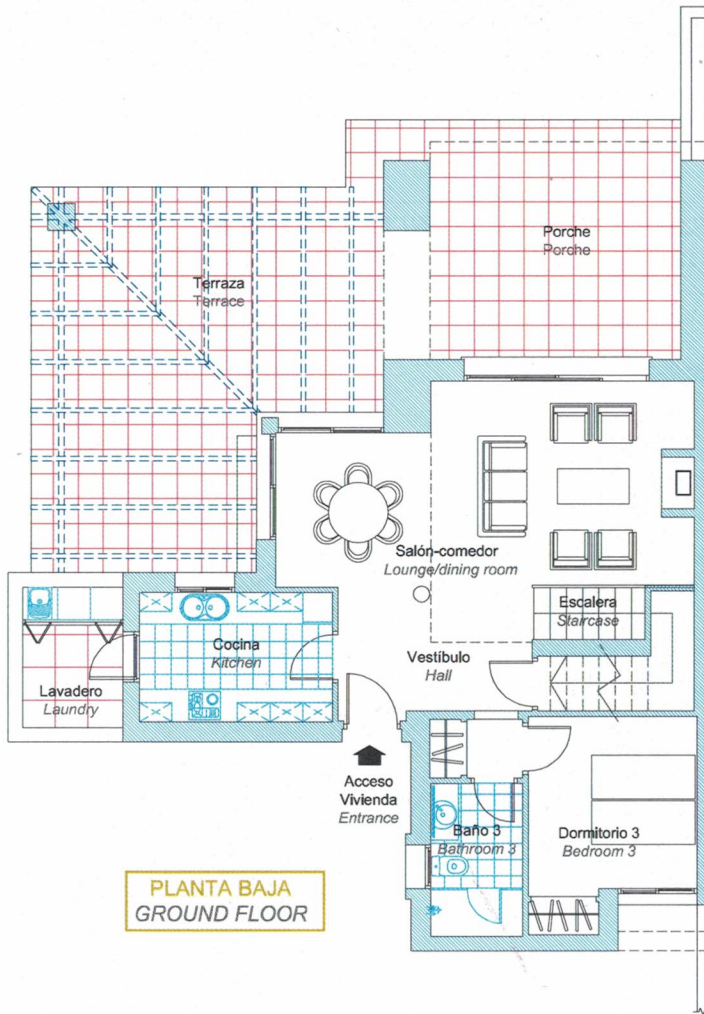 Porche
Porche
Terraza
Terrace
Salón-comedor
Lounge/dining room
Escalera
Staircase
Cocina
Kitchen
Vestíbulo
Hall
Lavadero
Laundry
Acceso
Vivienda
Entrance
Baño 3
Bathroom 3
Dormitorio 3
Bedroom 3
PLANTA BAJA
GROUND FLOOR